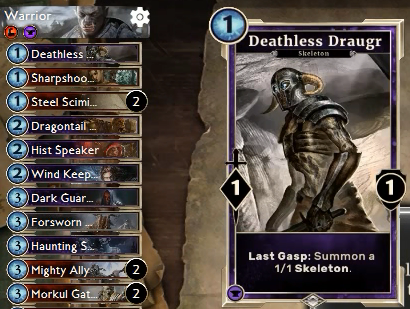 Warrior
1 Deathless ...
1 Sharpshoo...
1 Steel Scimi... 2
2 Dragontail ...
2 Hist Speaker
2 Wind Keep...
3 Dark Guar...
3 Forsworn ...
3 Haunting S...
3 Mighty Ally 2
3 Morkul Gat... 2
1
Deathless Draugr
Skeleton
1 1
Last Gasp: Summon a
1/1 Skeleton.